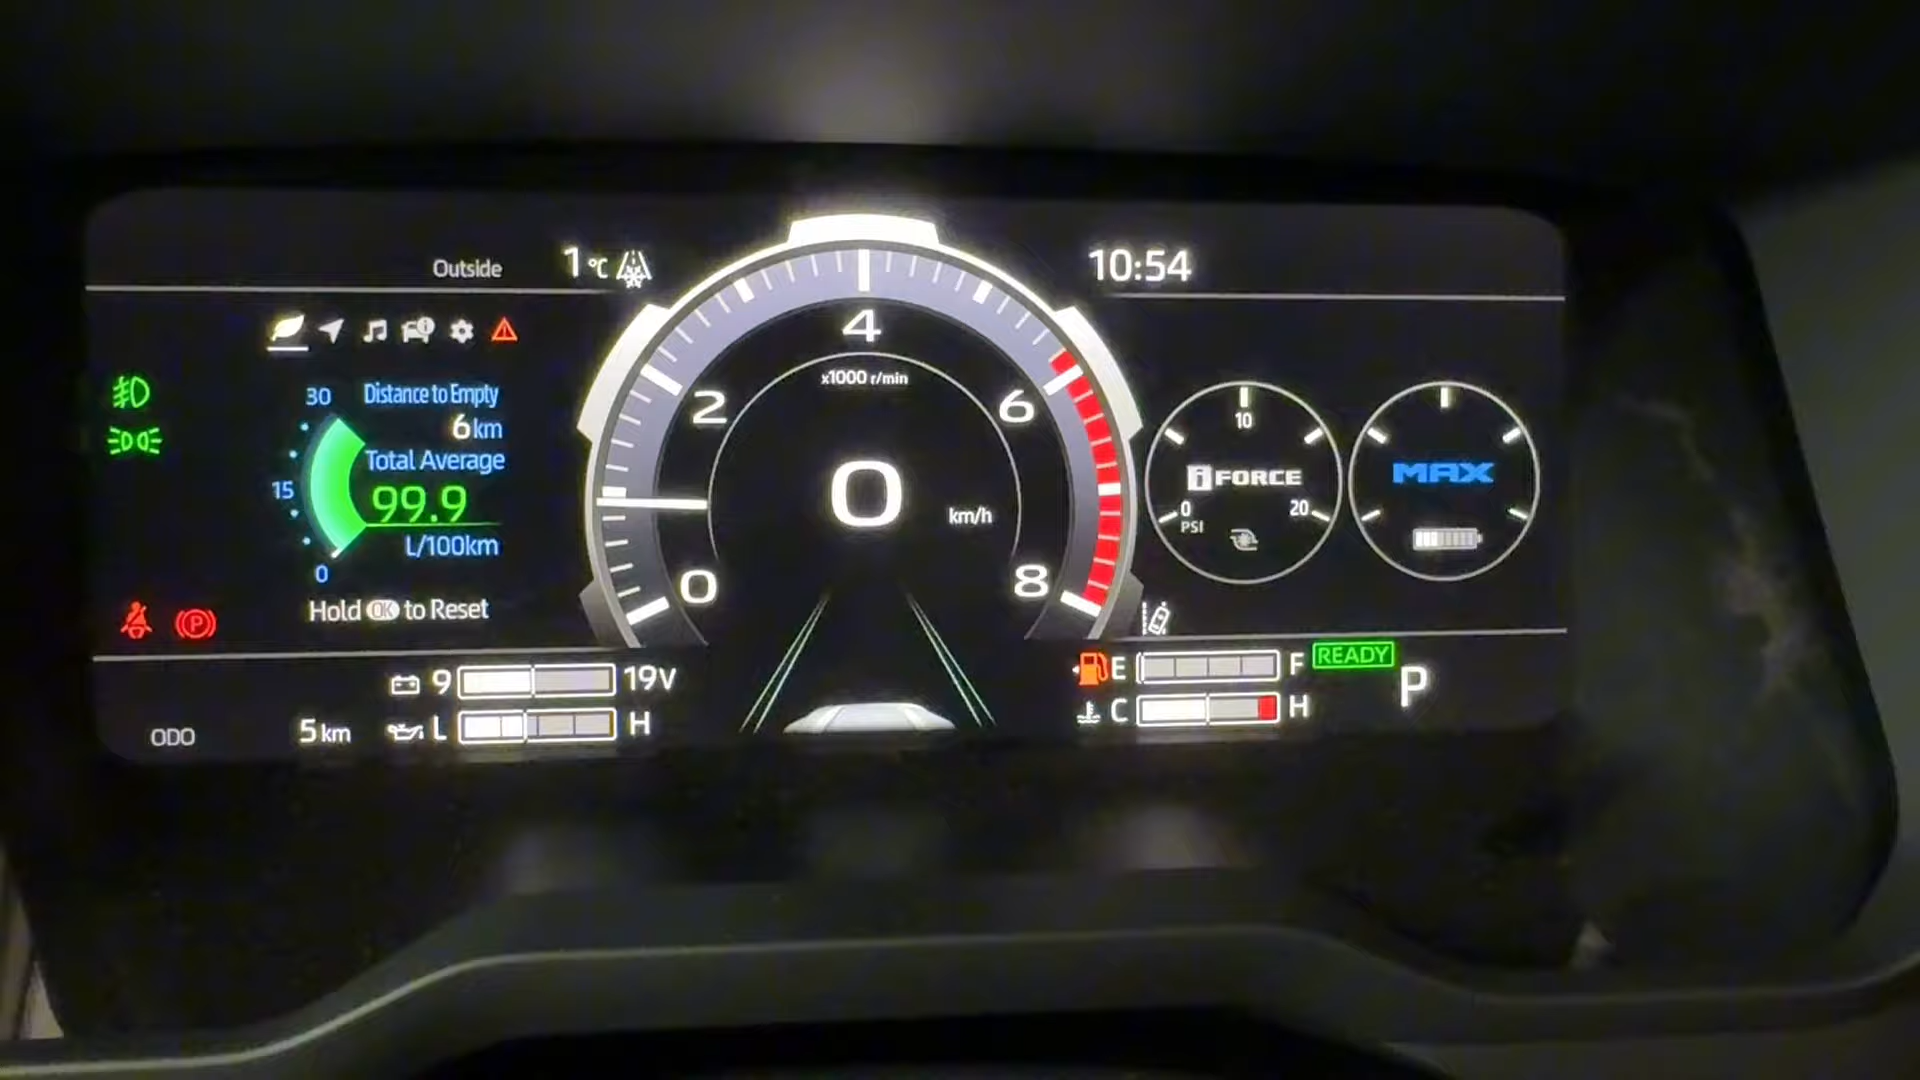 Outside 1 °C
10:54
30
15
0
Distance to Empty
6 km
Total Average
99.9
L/100km
Hold OK to Reset
0
2
4
6
8
x1000 r/min
0
km/h
10
i FORCE
0
20
PSI
MAX
P
9 19V
L H
ODO 5 km
E F
C H
READY
P